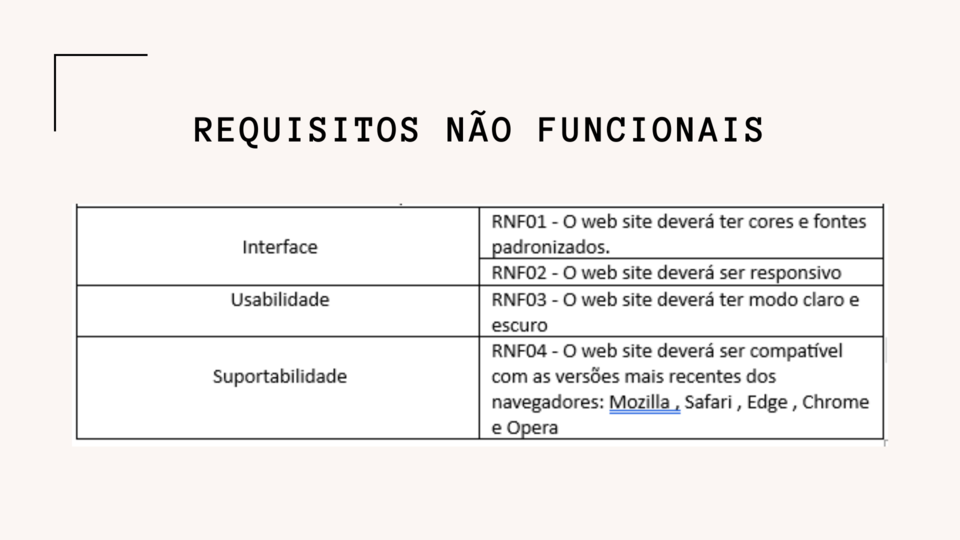 REQUISITOS NÃO FUNCIONAIS
Interface
RNF01 - O web site deverá ter cores e fontes
padronizados.
RNF02 - O web site deverá ser responsivo
Usabilidade
RNF03 - O web site deverá ter modo claro e
escuro
Suportabilidade
RNF04 - O web site deverá ser compatível
com as versões mais recentes dos
navegadores: Mozilla , Safari , Edge , Chrome
e Opera